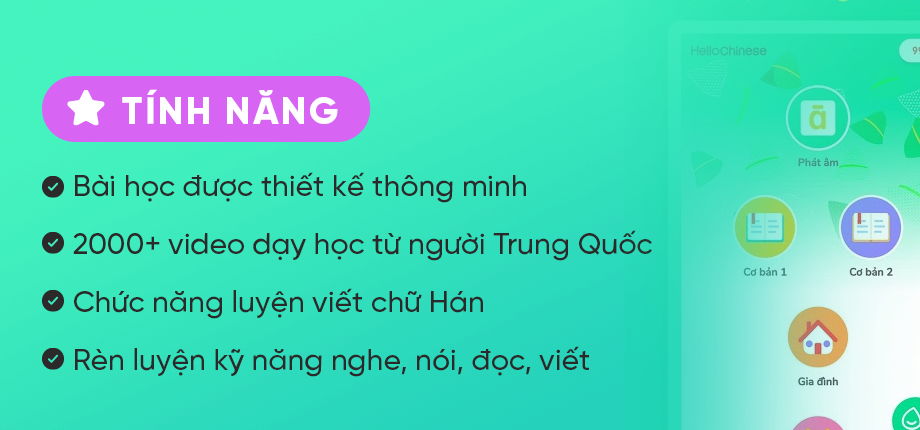 TÍNH NĂNG
Bài học được thiết kế thông minh
2000+ video dạy học từ người Trung Quốc
Chức năng luyện viết chữ Hán
Rèn luyện kỹ năng nghe, nói, đọc, viết
HelloChinese
ā
Phát âm
Cơ bản 1
Cơ bản 2
Gia đình